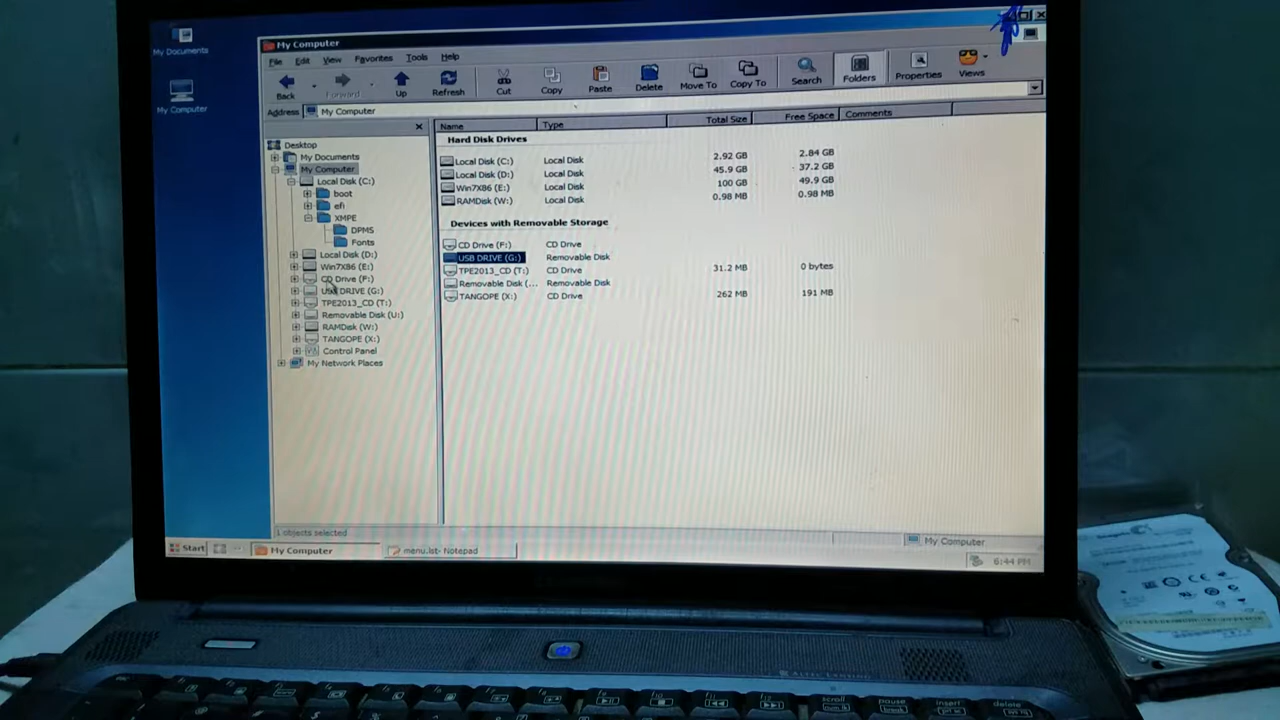 My Documents
My Computer
My Computer
File Edit View Favorites Tools Help
Back Forward Up Refresh Cut Copy Paste Delete Move To Copy To Search Folders Properties Views
Address My Computer
Desktop
My Documents
My Computer
Local Disk (C:)
boot
efi
XMPE
DPMS
Fonts
Local Disk (D:)
Win7X86 (E:)
CD Drive (F:)
USB DRIVE (G:)
TPE2013_CD (T:)
Removable Disk (U:)
RAMDisk (W:)
TANGOPE (X:)
Control Panel
My Network Places
Name Type Total Size Free Space Comments
Hard Disk Drives
Local Disk (C:) Local Disk 2.92 GB 2.84 GB
Local Disk (D:) Local Disk 45.9 GB 37.2 GB
Win7X86 (E:) Local Disk 100 GB 49.9 GB
RAMDisk (W:) Local Disk 0.98 MB 0.98 MB
Devices with Removable Storage
CD Drive (F:) CD Drive
USB DRIVE (G:) Removable Disk
TPE2013_CD (T:) CD Drive 31.2 MB 0 bytes
Removable Disk (... Removable Disk
TANGOPE (X:) CD Drive 262 MB 191 MB
1 objects selected
My Computer
Start My Computer menu.lst- Notepad 6:44 PM
ALTEC LANSING
scroll
pause
break
insert
delete